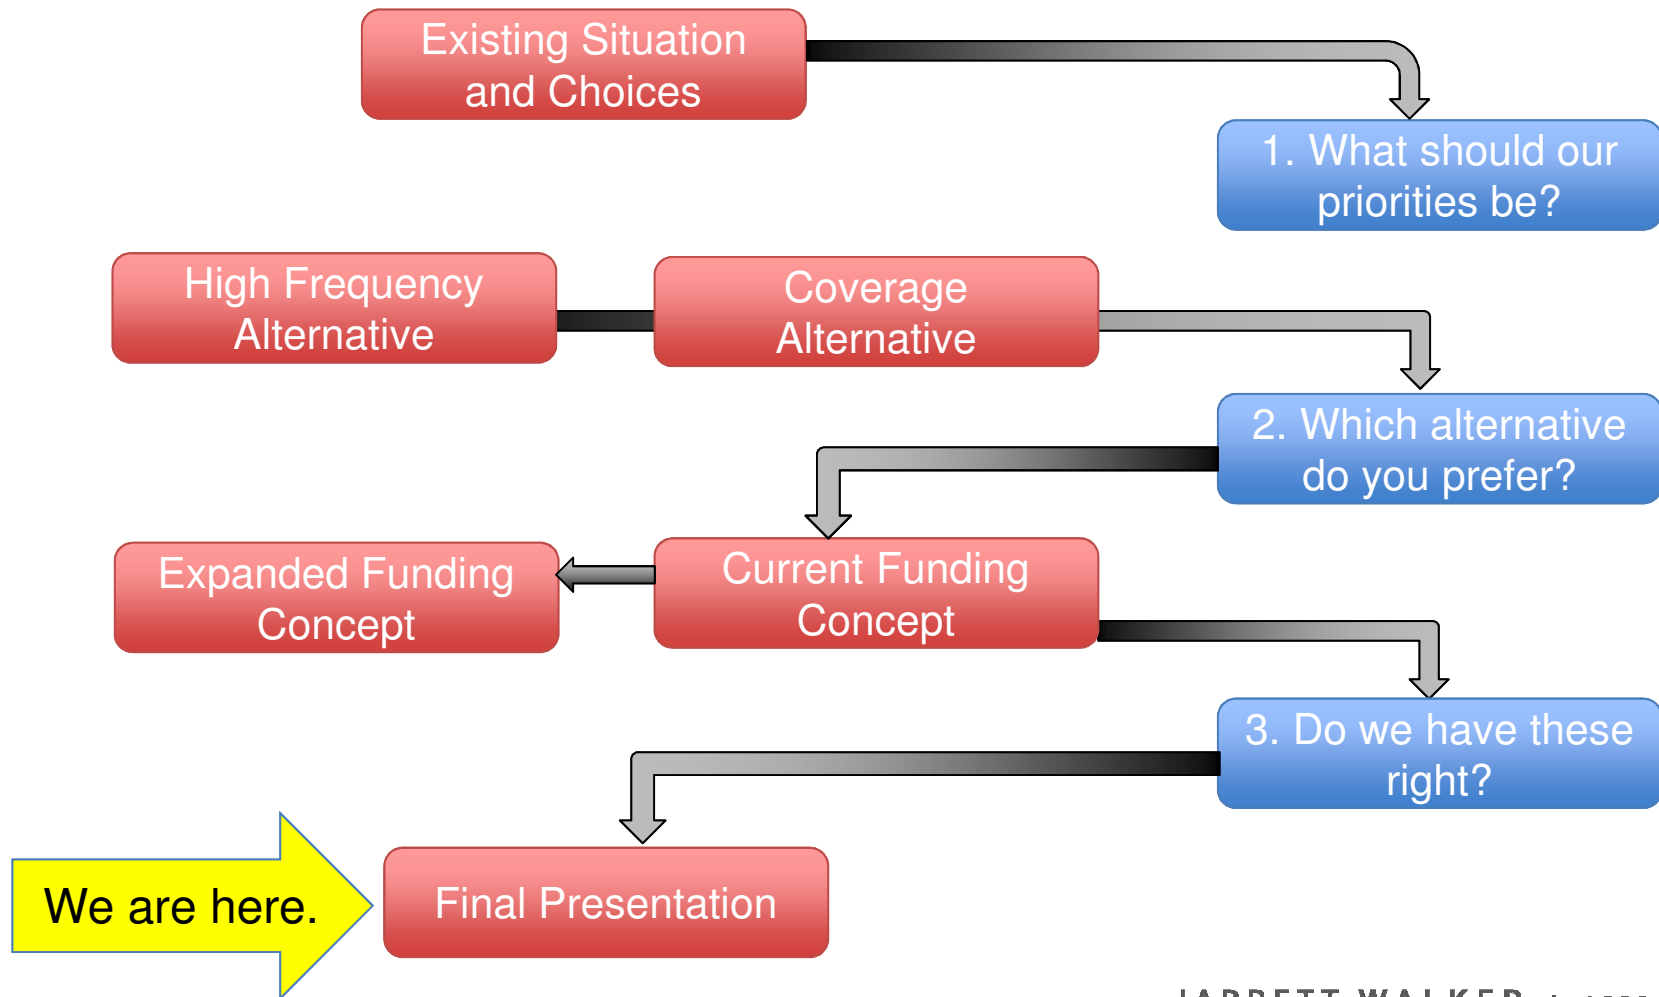 Existing Situation
and Choices
1. What should our
priorities be?
High Frequency
Alternative
Coverage
Alternative
2. Which alternative
do you prefer?
Expanded Funding
Concept
Current Funding
Concept
3. Do we have these
right?
We are here.
Final Presentation
JARRETT WALKER